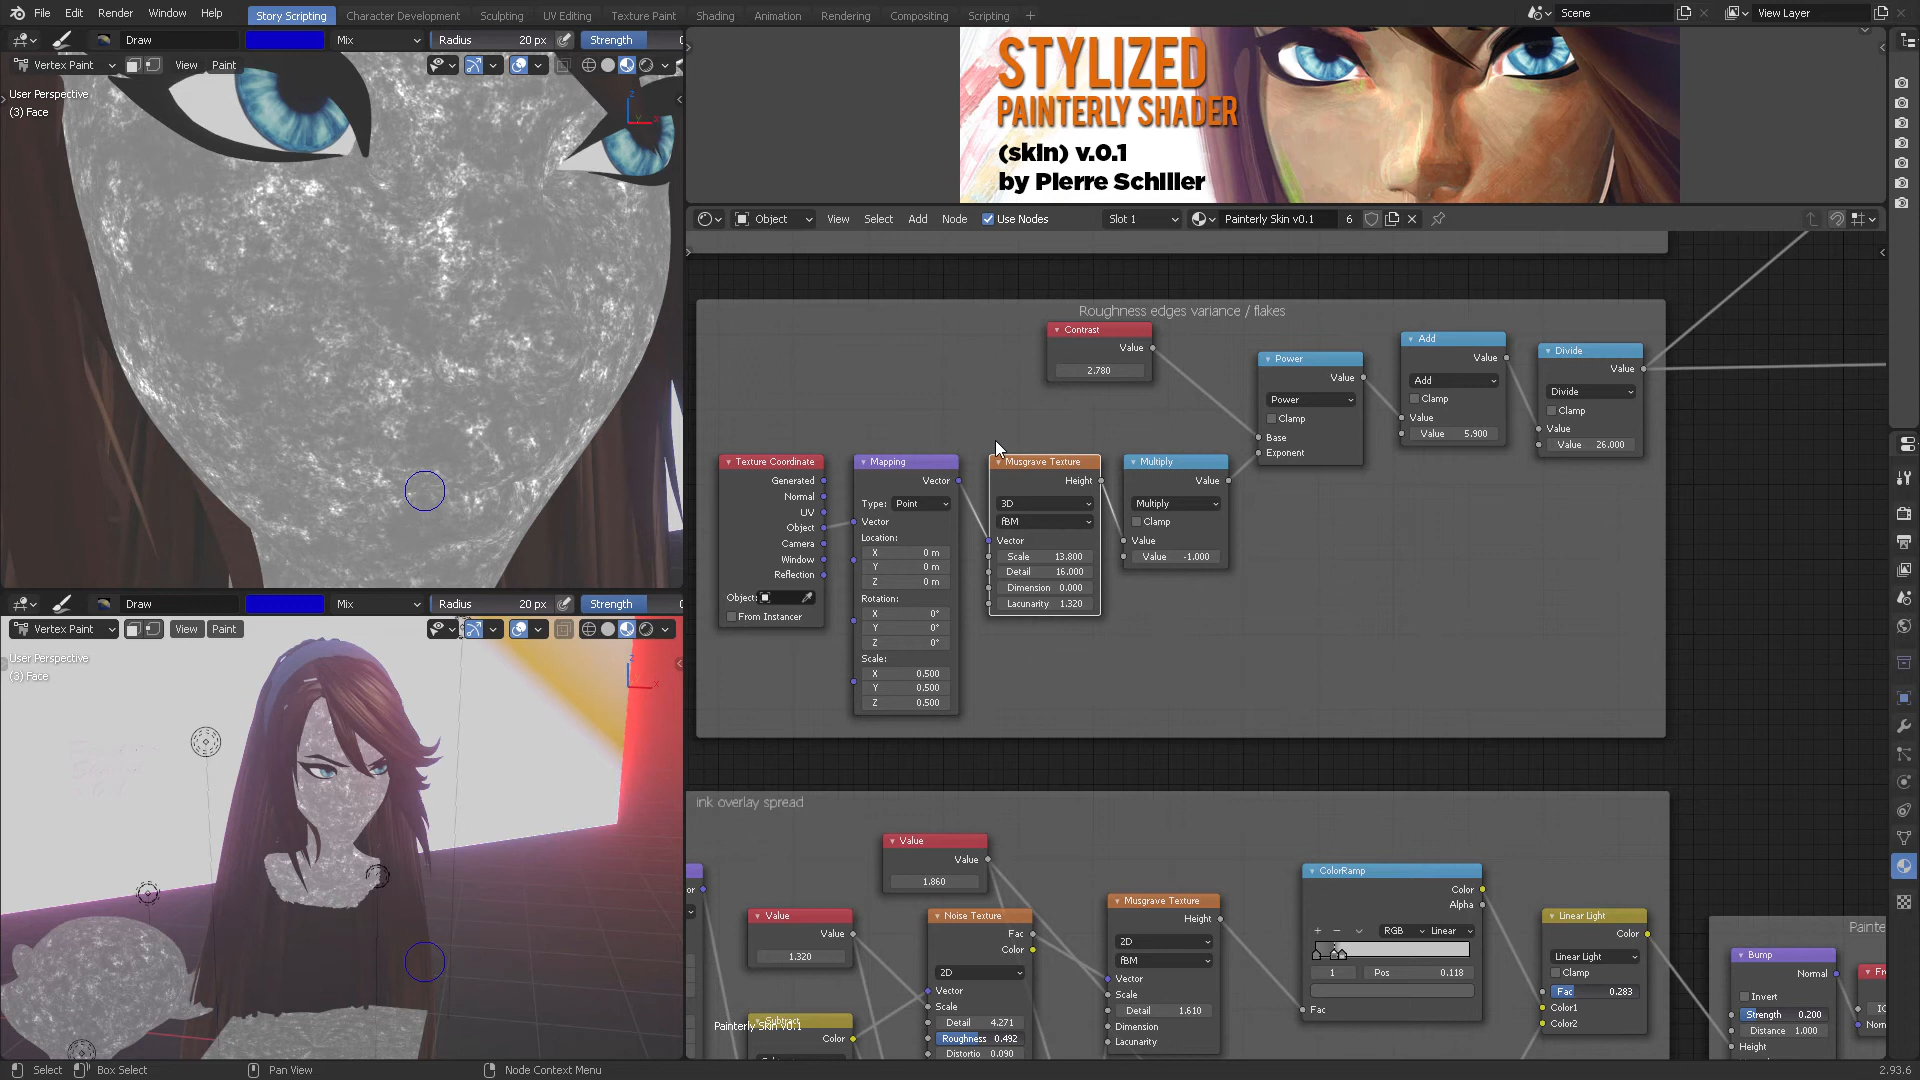 File Edit Render Window Help
Story Scripting Character Development Sculpting UV Editing Texture Paint Shading Animation Rendering Compositing Scripting +
Scene
View Layer
Draw Mix Radius 20 px Strength
Vertex Paint View Paint
User Perspective
(3) Face
STYLIZED
PAINTERLY SHADER
(skin) v.0.1
by Pierre Schiller
Object View Select Add Node Use Nodes Slot 1 Painterly Skin v0.1 6
Roughness edges variance / flakes
Contrast
Value
2.780
Power
Value
Power
Clamp
Base
Exponent
Add
Value
Add
Clamp
Value
Value 5.900
Divide
Value
Divide
Clamp
Value
Value 26.000
Texture Coordinate
Generated
Normal
UV
Object
Camera
Window
Reflection
Object:
From Instancer
Mapping
Vector
Type: Point
Vector
Location:
X 0 m
Y 0 m
Z 0 m
Rotation:
X 0°
Y 0°
Z 0°
Scale:
X 0.500
Y 0.500
Z 0.500
Musgrave Texture
Height
3D
fBM
Vector
Scale 13.800
Detail 16.000
Dimension 0.000
Lacunarity 1.320
Multiply
Value
Multiply
Clamp
Value
Value -1.000
Draw Mix Radius 20 px Strength
Vertex Paint View Paint
User Perspective
(3) Face
ink overlay spread
Value
Value
1.860
Value
Value
1.320
Subtract
Color
Painterly Skin v0.1
Noise Texture
Fac
Color
2D
Vector
Scale
Detail 4.271
Roughness 0.492
Distortio 0.090
Musgrave Texture
Height
2D
fBM
Vector
Scale
Detail 1.610
Dimension
Lacunarity
ColorRamp
Color
Alpha
+ − RGB Linear
1 Pos 0.118
Fac
Linear Light
Color
Linear Light
Clamp
Fac 0.283
Color1
Color2
Painte
Bump
Normal
Invert
Strength 0.200
Distance 1.000
Height
Select Box Select Pan View Node Context Menu 2.93.6